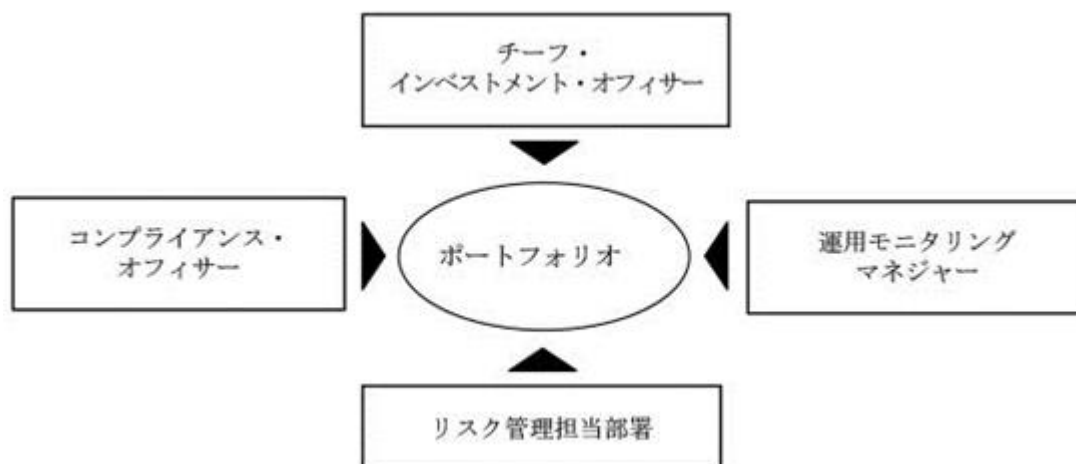 チーフ・
インベストメント・オフィサー
コンプライアンス・
オフィサー
ポートフォリオ
運用モニタリング
マネジャー
リスク管理担当部署